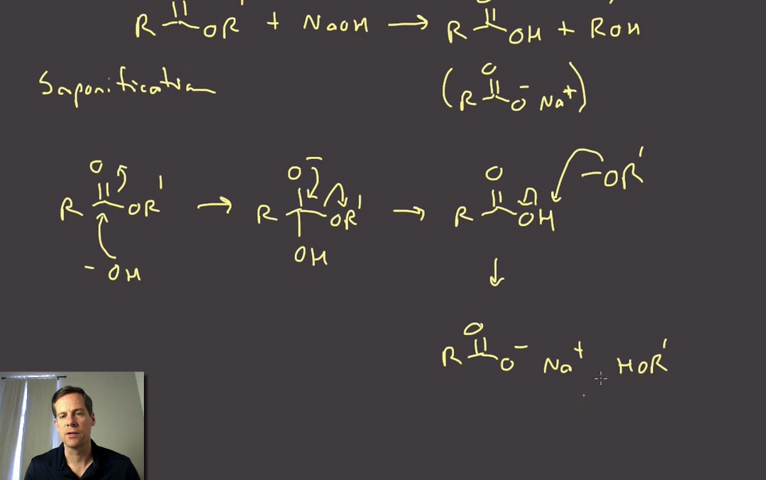 O O
R OR' + NaOH → R OH + ROH
Saponification (R O O⁻ Na⁺)
O O⁻ O ⁻OR'
R OR' → R OR' → R OH
⁻OH OH
↓
O
R O⁻ Na⁺ HOR'